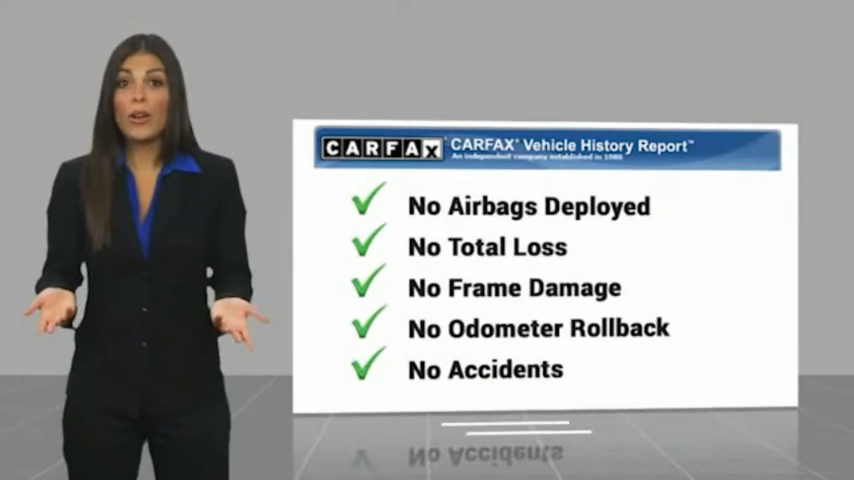 CARFAX CARFAX® Vehicle History Report™
An independent company established in 1986
No Airbags Deployed
No Total Loss
No Frame Damage
No Odometer Rollback
No Accidents
No Accidents